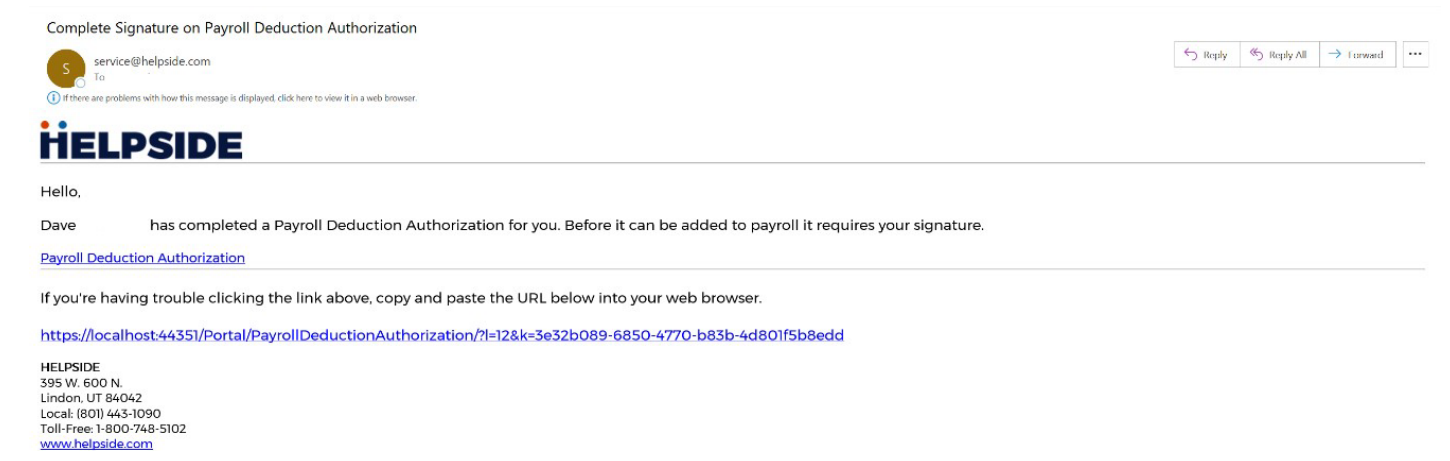 Complete Signature on Payroll Deduction Authorization
S
service@helpside.com
To
Reply
Reply All
Forward
If there are problems with how this message is displayed, click here to view it in a web browser.
HELPSIDE
Hello,
Dave has completed a Payroll Deduction Authorization for you. Before it can be added to payroll it requires your signature.
Payroll Deduction Authorization
If you're having trouble clicking the link above, copy and paste the URL below into your web browser.
https://localhost:44351/Portal/PayrollDeductionAuthorization/?l=12&k=3e32b089-6850-4770-b83b-4d801f5b8edd
HELPSIDE
395 W. 600 N.
Lindon, UT 84042
Local: (801) 443-1090
Toll-Free: 1-800-748-5102
www.helpside.com